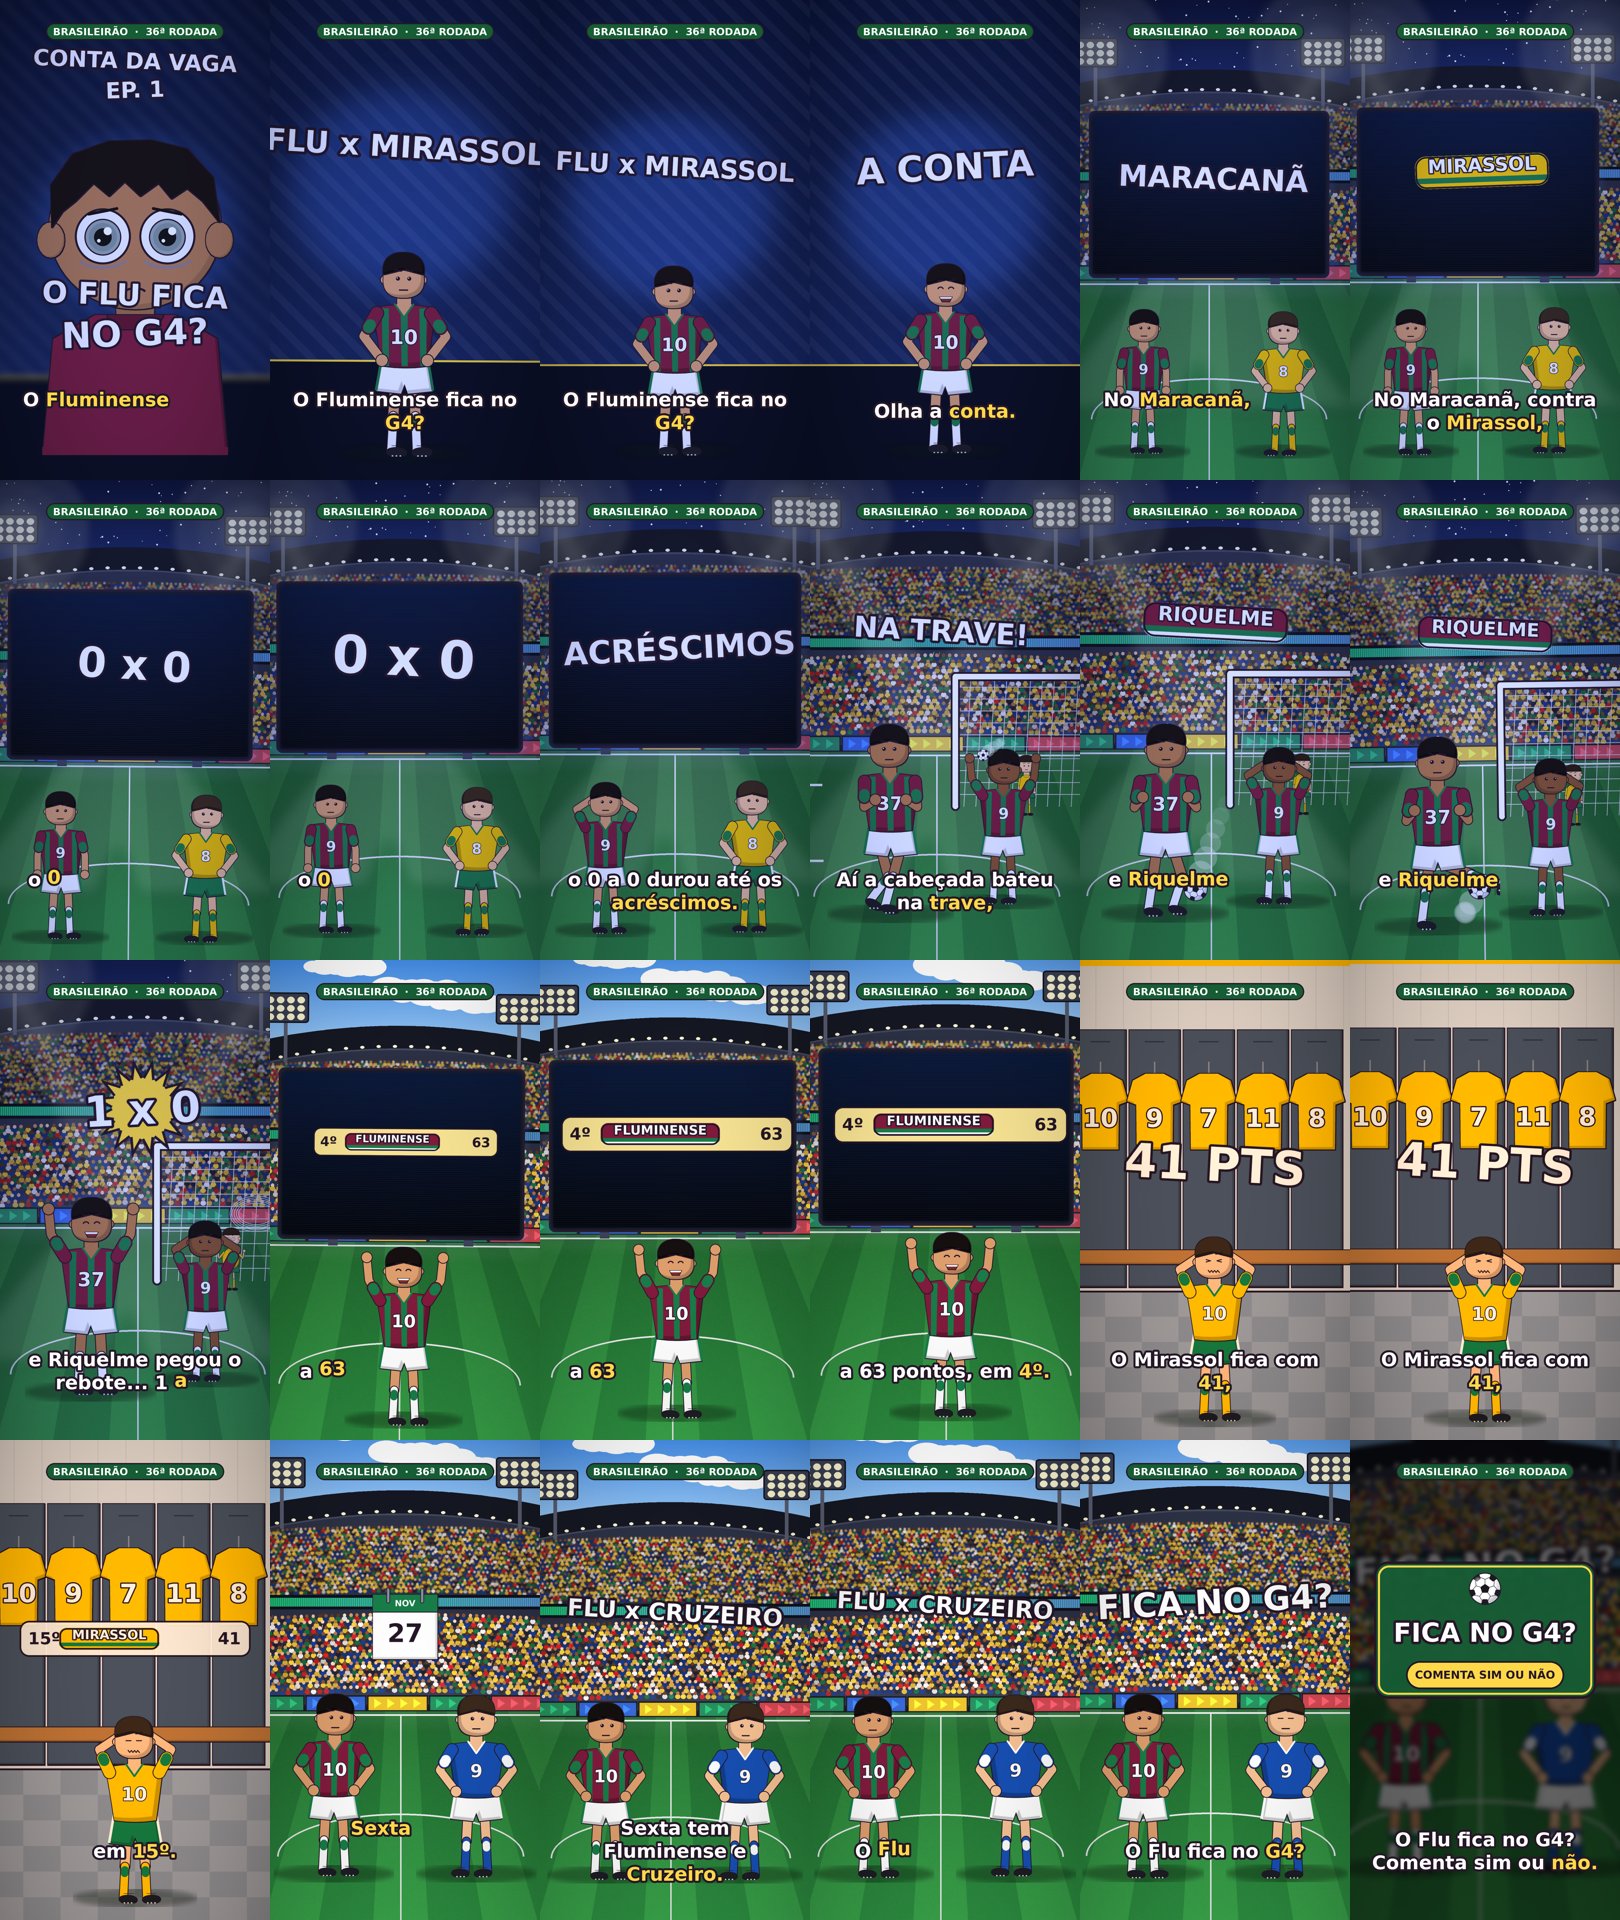 BRASILEIRÃO · 36ª RODADA
CONTA DA VAGA
EP. 1
O FLU FICA
NO G4?
O Fluminense
BRASILEIRÃO · 36ª RODADA
FLU x MIRASSOL
10
O Fluminense fica no
G4?
BRASILEIRÃO · 36ª RODADA
FLU x MIRASSOL
10
O Fluminense fica no
G4?
BRASILEIRÃO · 36ª RODADA
A CONTA
10
Olha a conta.
BRASILEIRÃO · 36ª RODADA
MARACANÃ
9
8
No Maracanã,
BRASILEIRÃO · 36ª RODADA
MIRASSOL
9
8
No Maracanã, contra
o Mirassol,
BRASILEIRÃO · 36ª RODADA
0 x 0
9
8
o 0
BRASILEIRÃO · 36ª RODADA
0 x 0
9
8
o 0
BRASILEIRÃO · 36ª RODADA
ACRÉSCIMOS
9
8
o 0 a 0 durou até os
acréscimos.
BRASILEIRÃO · 36ª RODADA
NA TRAVE!
37
9
Aí a cabeçada bateu
na trave,
BRASILEIRÃO · 36ª RODADA
RIQUELME
37
9
e Riquelme
BRASILEIRÃO · 36ª RODADA
RIQUELME
37
9
e Riquelme
BRASILEIRÃO · 36ª RODADA
1 x 0
37
9
e Riquelme pegou o
rebote... 1 a
BRASILEIRÃO · 36ª RODADA
4º FLUMINENSE 63
10
a 63
BRASILEIRÃO · 36ª RODADA
4º FLUMINENSE 63
10
a 63
BRASILEIRÃO · 36ª RODADA
4º FLUMINENSE 63
10
a 63 pontos, em 4º.
BRASILEIRÃO · 36ª RODADA
10 9 7 11 8
41 PTS
10
O Mirassol fica com
41,
BRASILEIRÃO · 36ª RODADA
10 9 7 11 8
41 PTS
10
O Mirassol fica com
41,
BRASILEIRÃO · 36ª RODADA
10 9 7 11 8
15º MIRASSOL 41
10
em 15º.
BRASILEIRÃO · 36ª RODADA
NOV
27
10
9
Sexta
BRASILEIRÃO · 36ª RODADA
FLU x CRUZEIRO
10
9
Sexta tem
Fluminense e
Cruzeiro.
BRASILEIRÃO · 36ª RODADA
FLU x CRUZEIRO
10
9
O Flu
BRASILEIRÃO · 36ª RODADA
FICA NO G4?
10
9
O Flu fica no G4?
BRASILEIRÃO · 36ª RODADA
FICA NO G4?
COMENTA SIM OU NÃO
10
9
O Flu fica no G4?
Comenta sim ou não.